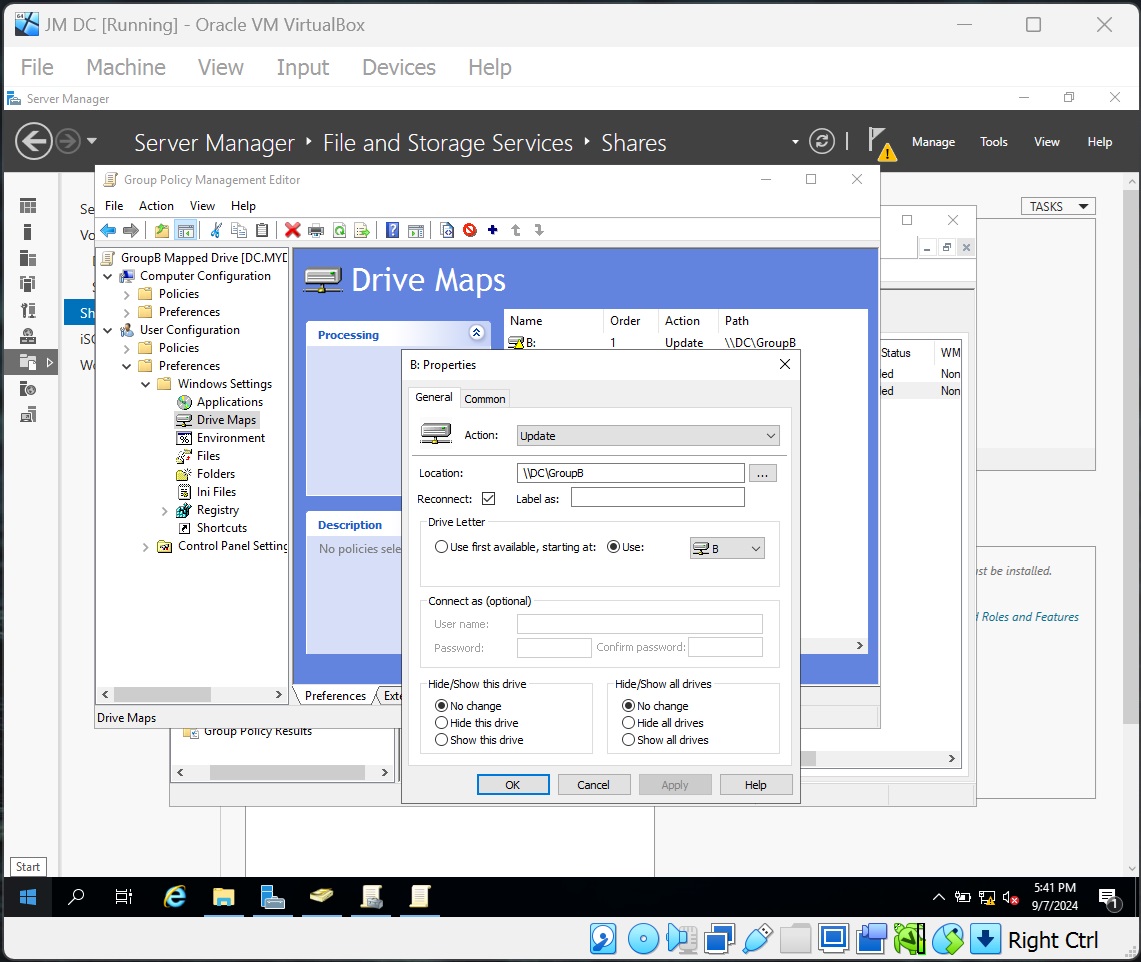 JM DC [Running] - Oracle VM VirtualBox
File Machine View Input Devices Help
Server Manager
Server Manager File and Storage Services Shares
Manage Tools View Help
Group Policy Management Editor
File Action View Help
TASKS
GroupB Mapped Drive [DC.MYD
Computer Configuration
Policies
Preferences
User Configuration
Policies
Preferences
Windows Settings
Applications
Drive Maps
Environment
Files
Folders
Ini Files
Registry
Shortcuts
Control Panel Setting
Drive Maps
Processing
Name Order Action Path
B: 1 Update \\DC\GroupB
Description
No policies sele
Preferences Exte
Drive Maps
Group Policy Results
B: Properties
General Common
Action: Update
Location: \\DC\GroupB ...
Reconnect: Label as:
Drive Letter
Use first available, starting at: Use: B
Connect as (optional)
User name:
Password: Confirm password:
Hide/Show this drive
No change
Hide this drive
Show this drive
Hide/Show all drives
No change
Hide all drives
Show all drives
OK Cancel Apply Help
Status WM
led Non
led Non
ist be installed.
Roles and Features
Start
5:41 PM
9/7/2024
1
Right Ctrl